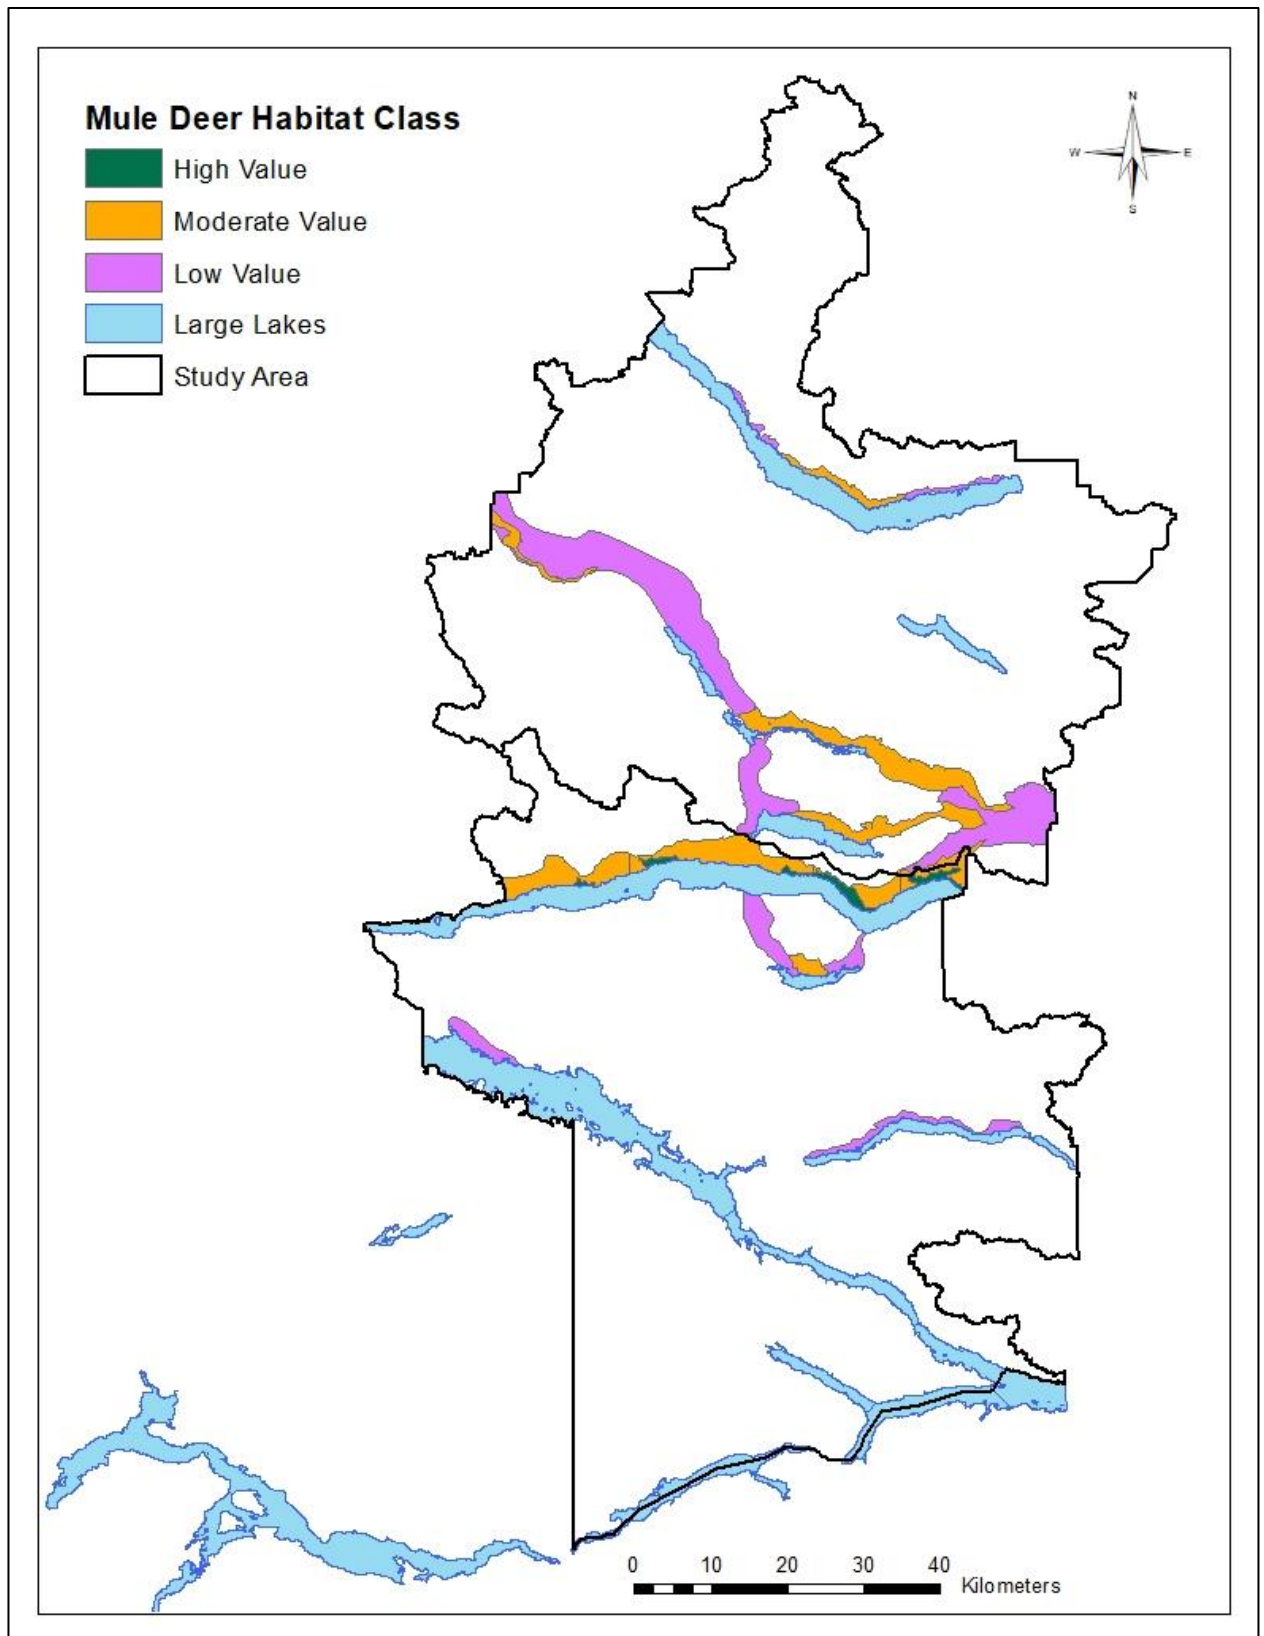 Mule Deer Habitat Class
High Value
Moderate Value
Low Value
Large Lakes
Study Area
N
W E
S
0 10 20 30 40
Kilometers